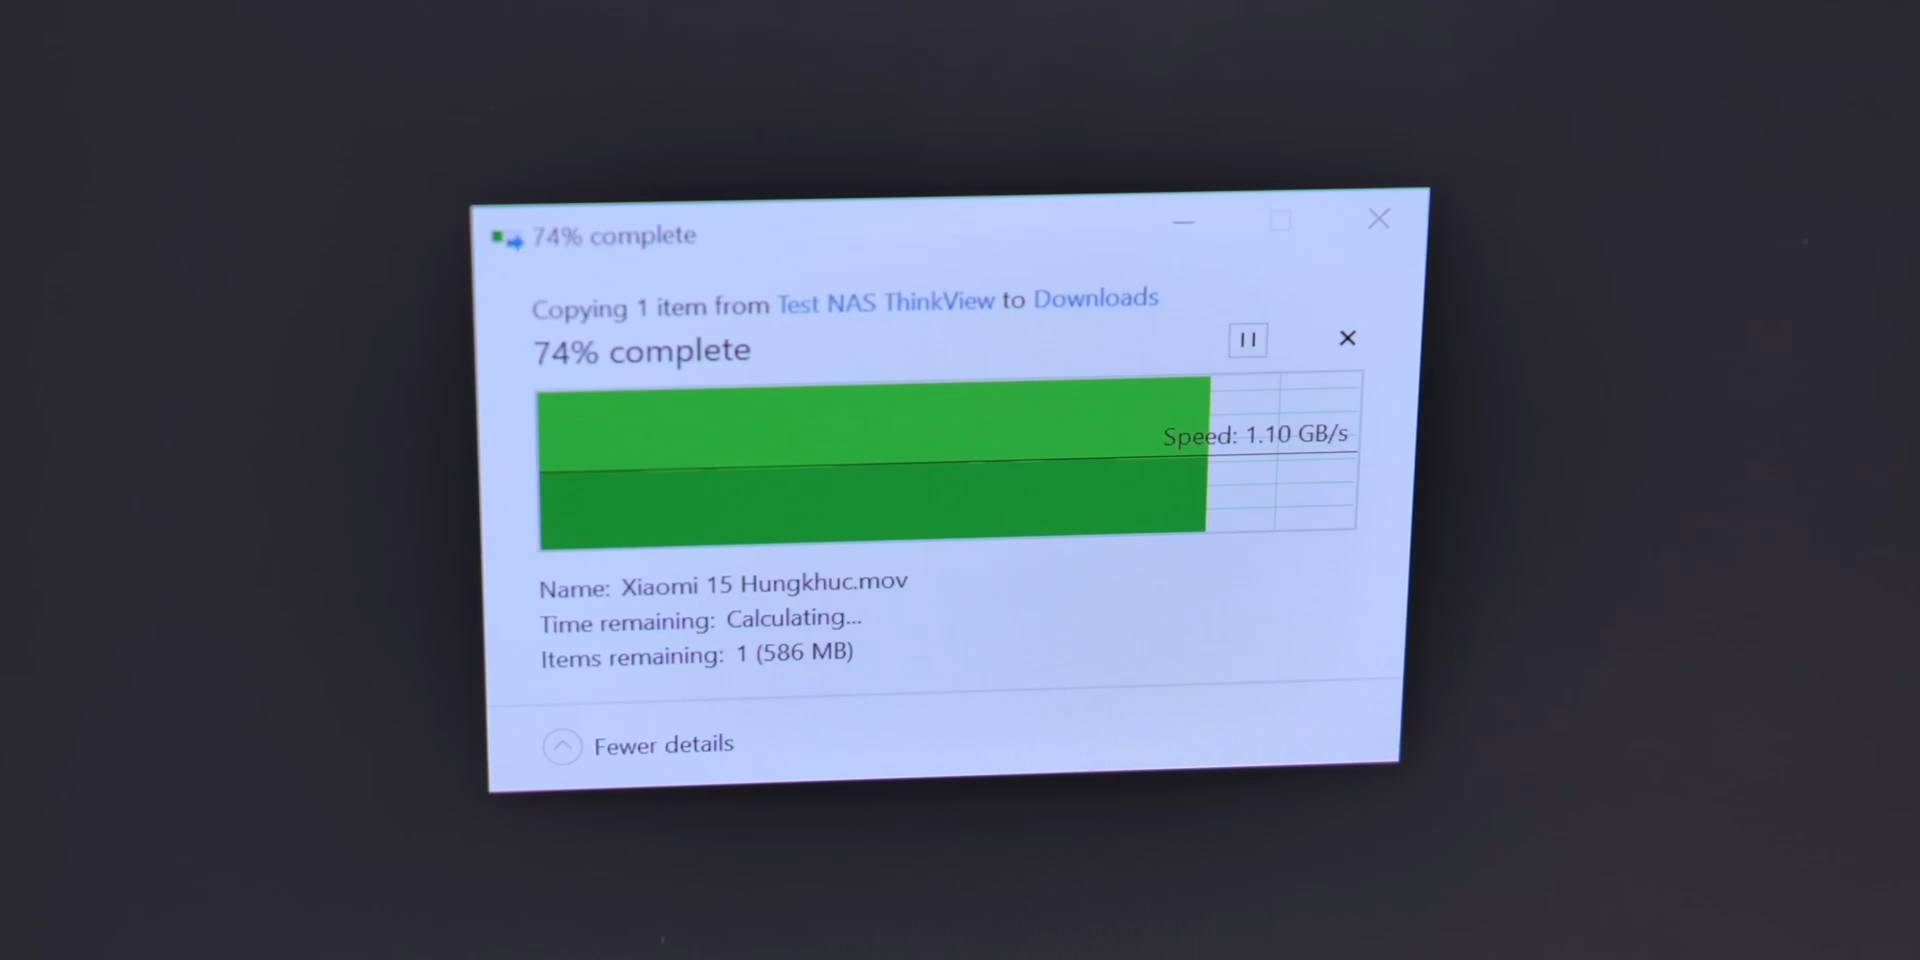 74% complete
Copying 1 item from Test NAS ThinkView to Downloads
74% complete
Speed: 1.10 GB/s
Name: Xiaomi 15 Hungkhuc.mov
Time remaining: Calculating...
Items remaining: 1 (586 MB)
Fewer details